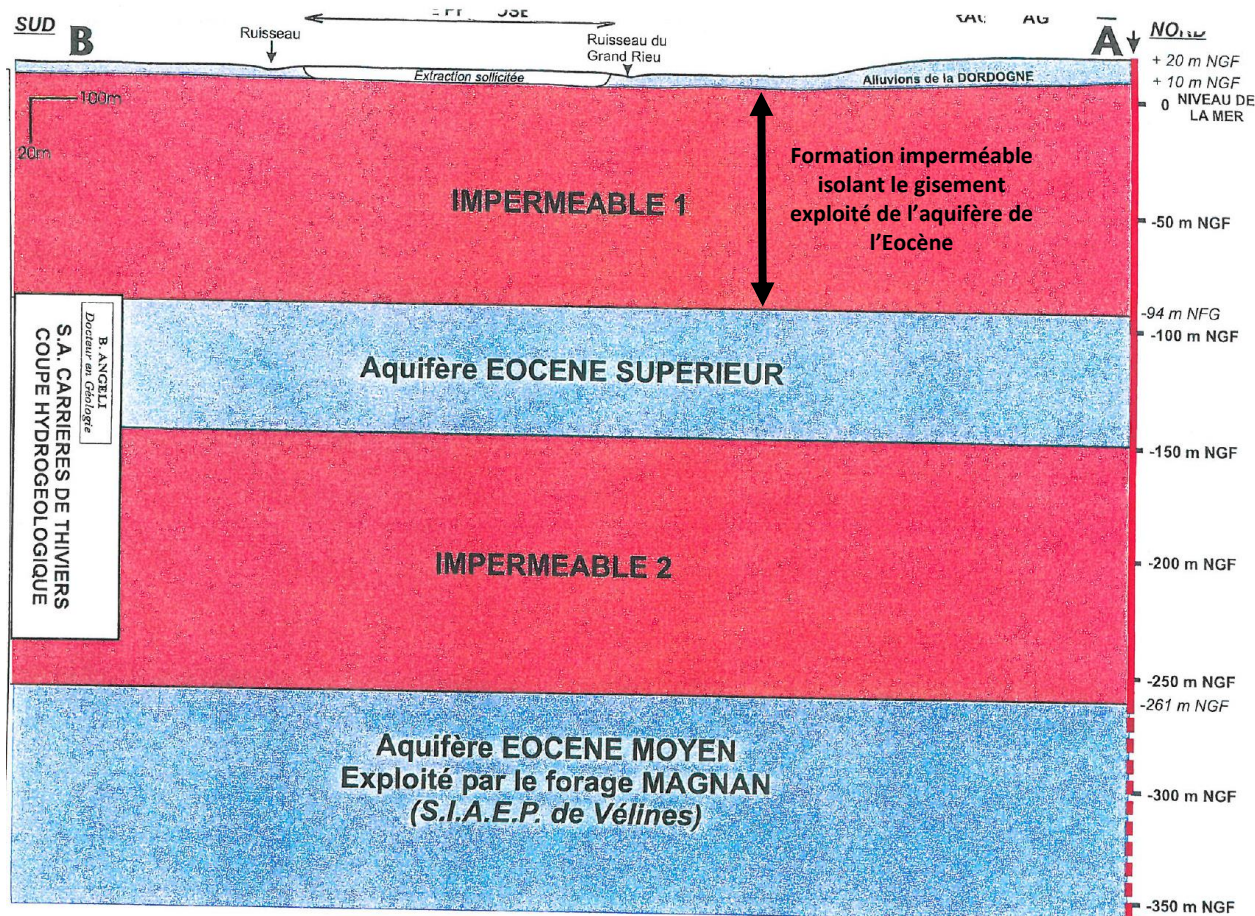 SUD
B
Ruisseau
Ruisseau du
Grand Rieu
A
Extraction sollicitée
Alluvions de la DORDOGNE
+ 20 m NGF
+ 10 m NGF
0 NIVEAU DE
LA MER
100m
20m
IMPERMEABLE 1
Formation imperméable
isolant le gisement
exploité de l'aquifère de
l'Eocène
-50 m NGF
-94 m NFG
-100 m NGF
Aquifère EOCENE SUPERIEUR
-150 m NGF
B. ANGELI
Docteur en Géologie
S.A. CARRIERES DE THIVIERS
COUPE HYDROGEOLOGIQUE
IMPERMEABLE 2
-200 m NGF
-250 m NGF
-261 m NGF
Aquifère EOCENE MOYEN
Exploité par le forage MAGNAN
(S.I.A.E.P. de Vélines)
-300 m NGF
-350 m NGF